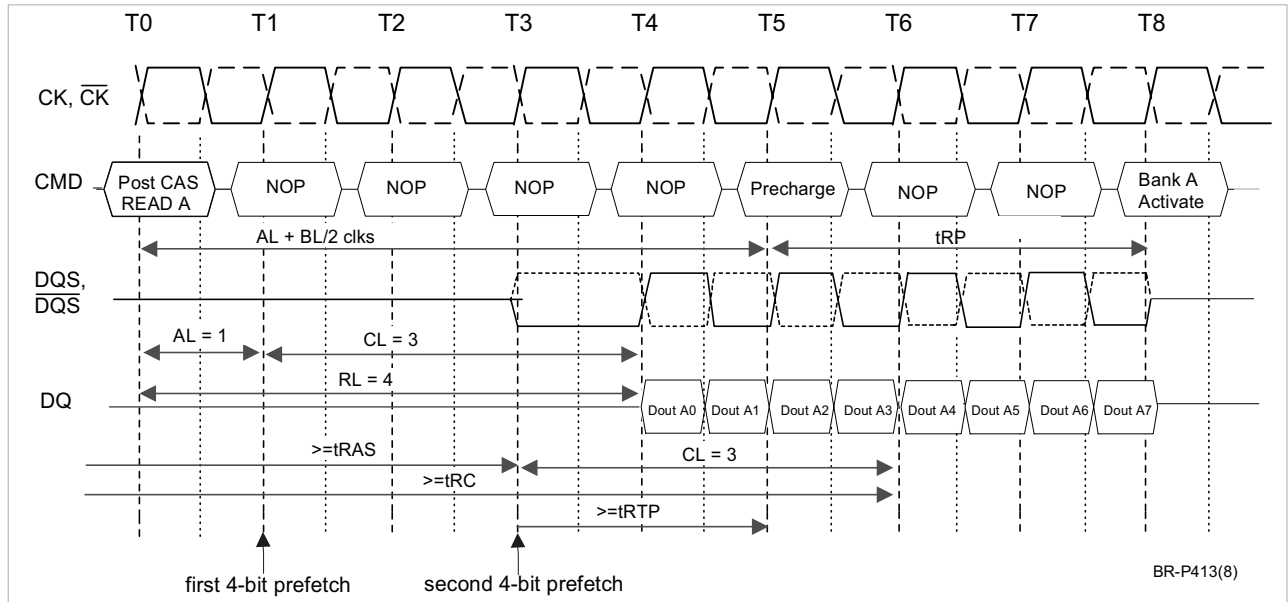 T0 T1 T2 T3 T4 T5 T6 T7 T8
CK, CK
CMD
Post CAS
READ A
NOP
NOP
NOP
NOP
Precharge
NOP
NOP
Bank A
Activate
AL + BL/2 clks
tRP
DQS,
DQS
AL = 1
CL = 3
RL = 4
DQ
Dout A0 Dout A1 Dout A2 Dout A3 Dout A4 Dout A5 Dout A6 Dout A7
>=tRAS
CL = 3
>=tRC
>=tRTP
first 4-bit prefetch
second 4-bit prefetch
BR-P413(8)